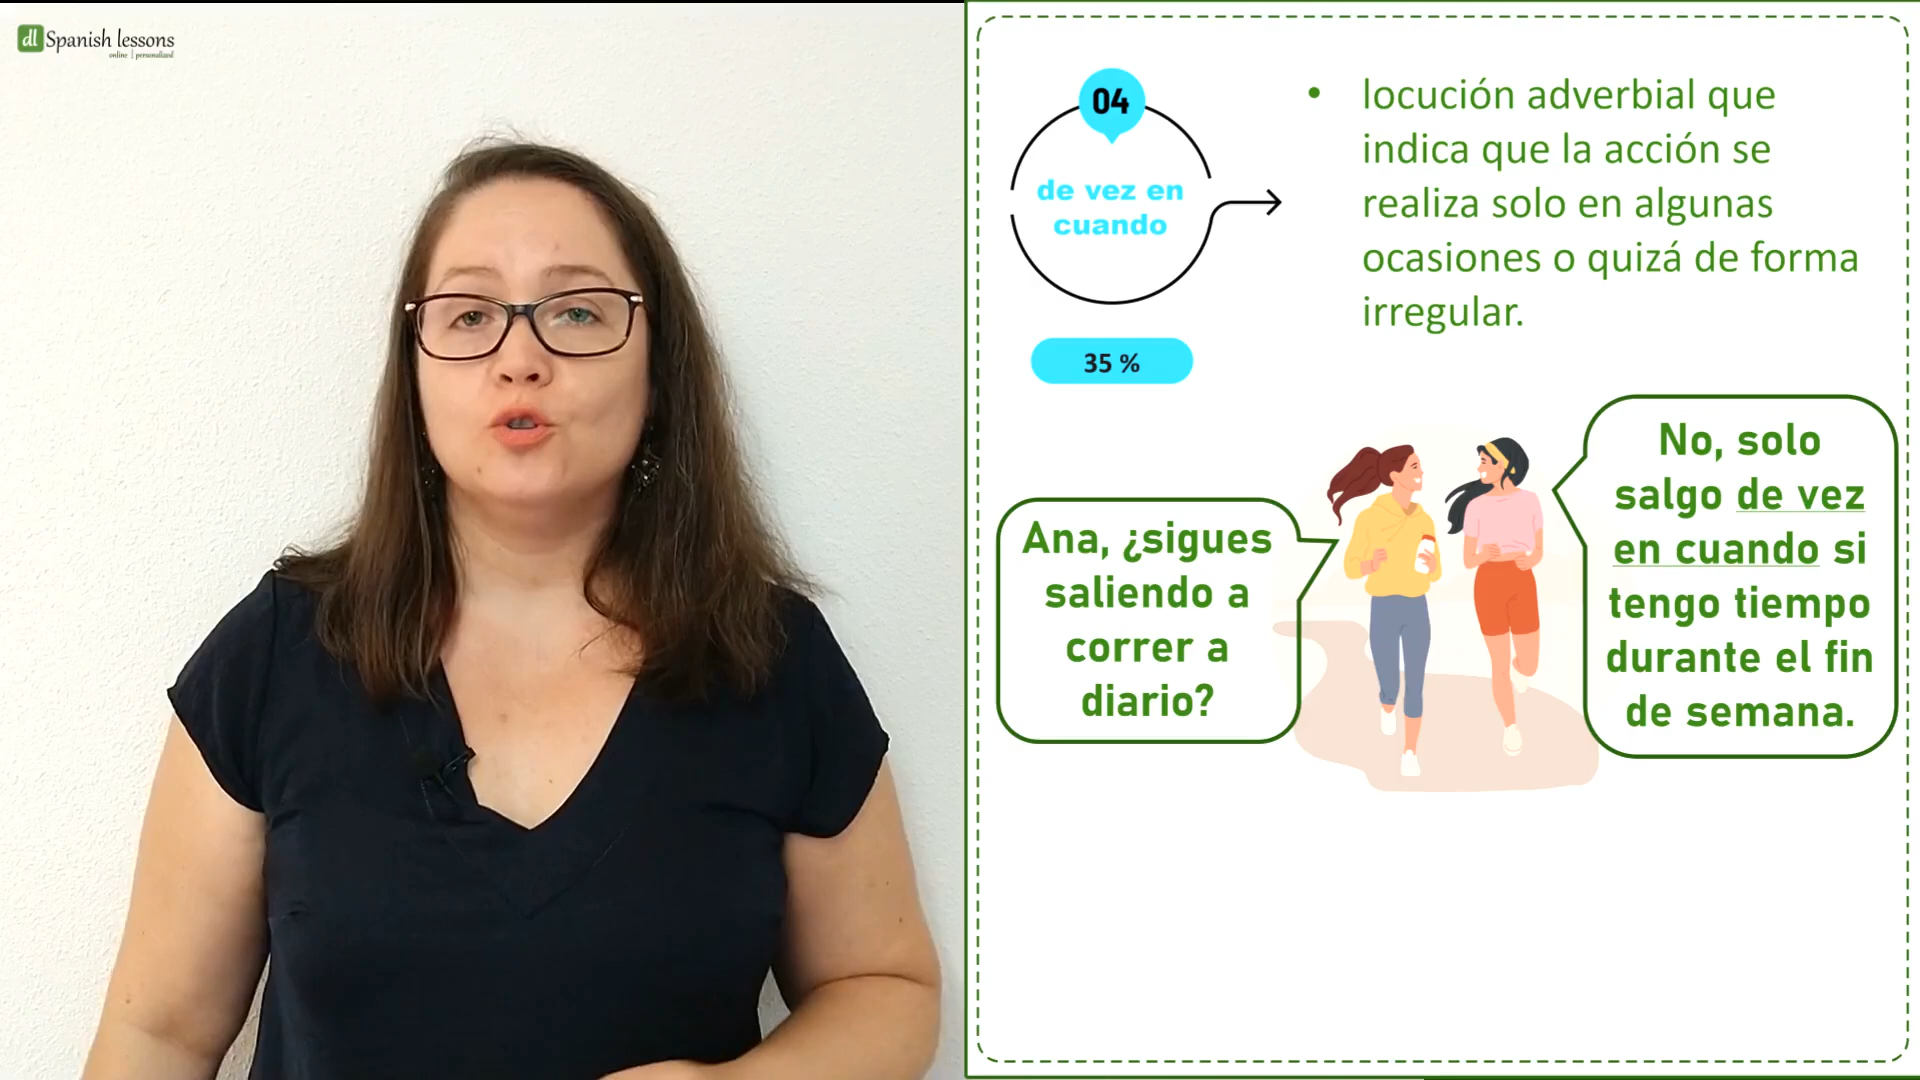 dl Spanish lessons
online | personalized
04
de vez en
cuando
35 %
• locución adverbial que
indica que la acción se
realiza solo en algunas
ocasiones o quizá de forma
irregular.
Ana, ¿sigues
saliendo a
correr a
diario?
No, solo
salgo de vez
en cuando si
tengo tiempo
durante el fin
de semana.